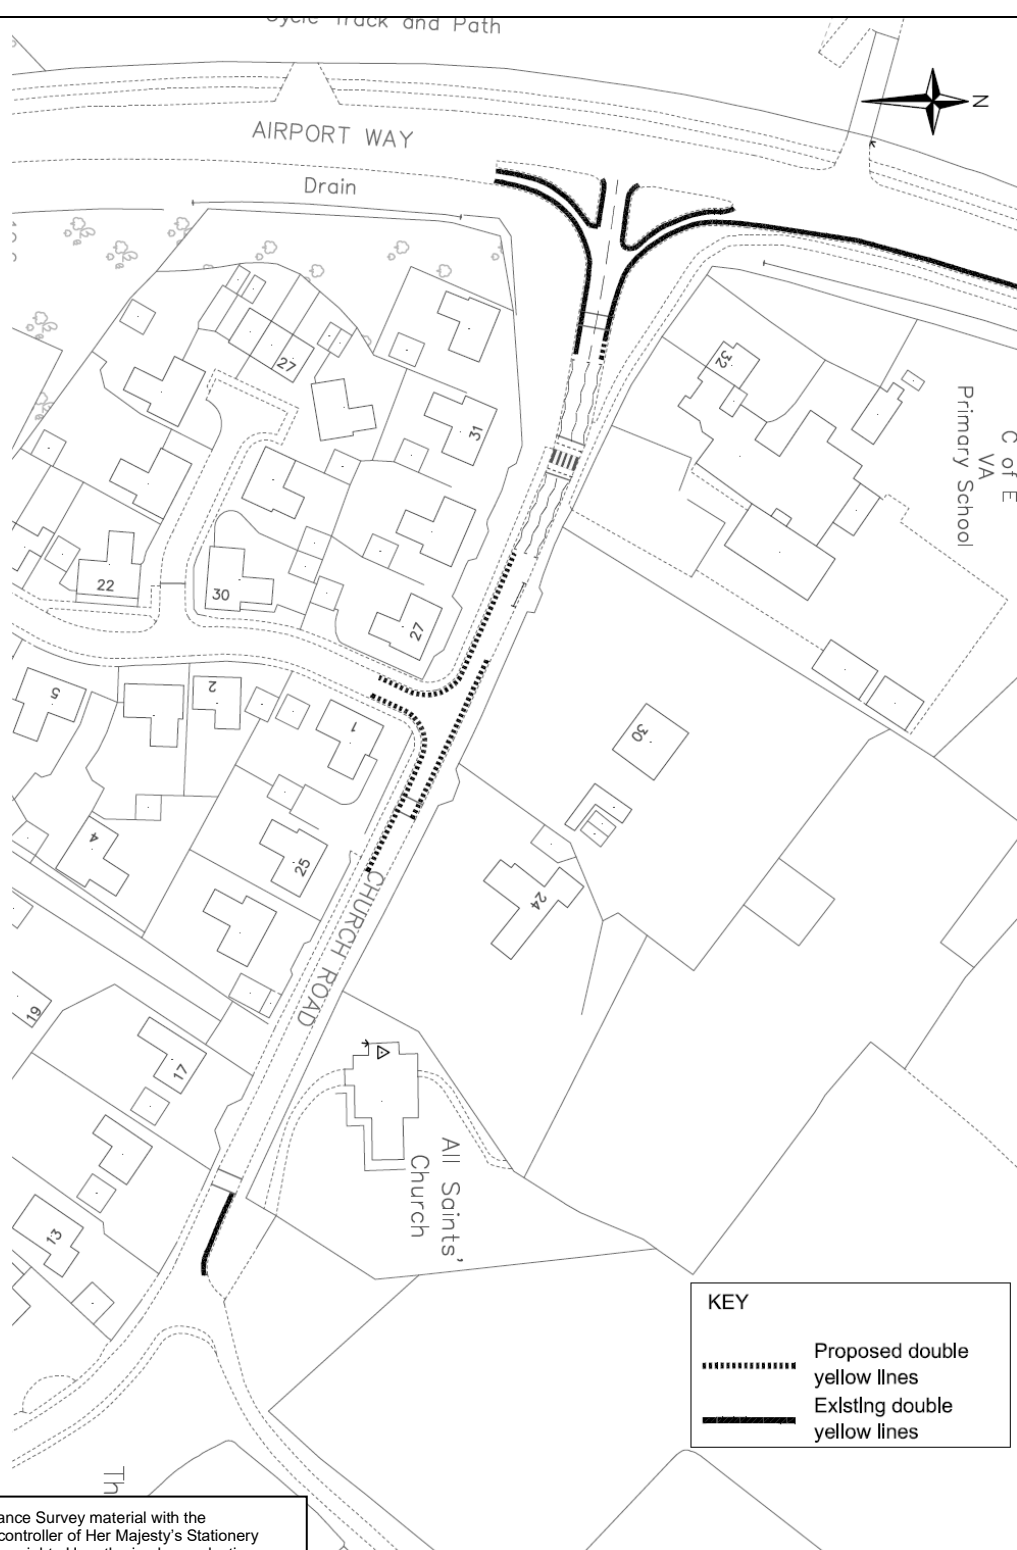 Cycle Track and Path
N
AIRPORT WAY
Drain
27
32
31
C of E
VA
Primary School
22
30
27
5
2
1
30
4
25
24
CHURCH ROAD
19
17
All Saints'
Church
13
KEY
Proposed double
yellow lines
Existing double
yellow lines
Th
ance Survey material with the
controller of Her Majesty's Stationery